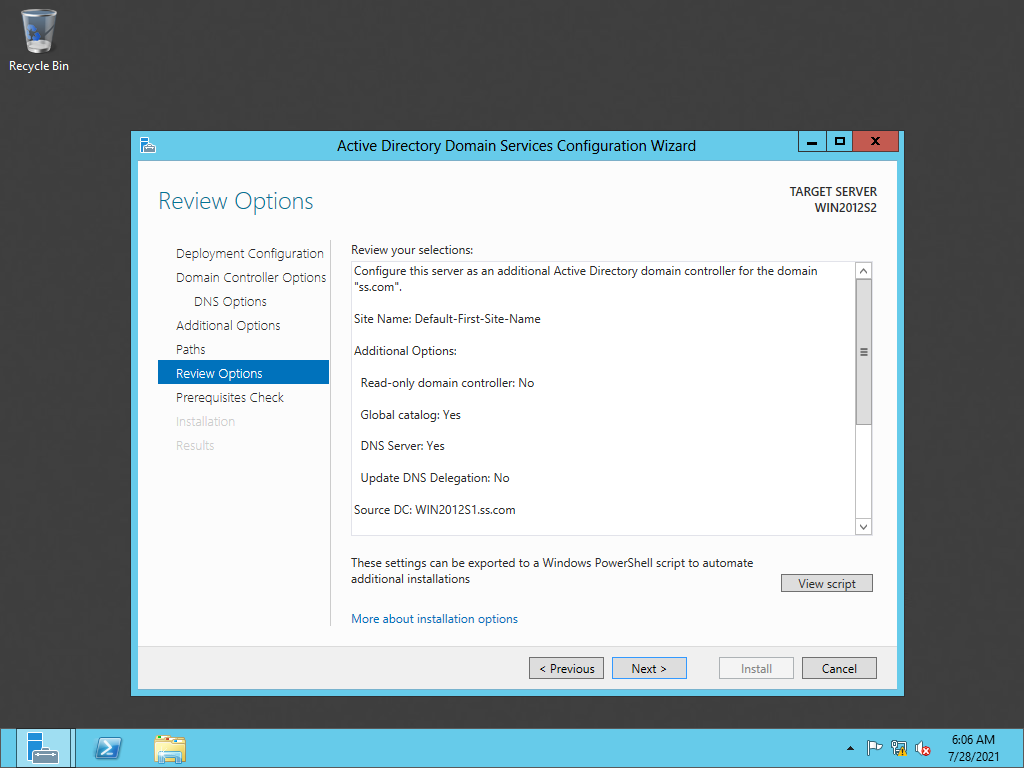 Recycle Bin
Active Directory Domain Services Configuration Wizard
Review Options
TARGET SERVER
WIN2012S2
Deployment Configuration
Domain Controller Options
DNS Options
Additional Options
Paths
Review Options
Prerequisites Check
Installation
Results
Review your selections:
Configure this server as an additional Active Directory domain controller for the domain
"ss.com".
Site Name: Default-First-Site-Name
Additional Options:
Read-only domain controller: No
Global catalog: Yes
DNS Server: Yes
Update DNS Delegation: No
Source DC: WIN2012S1.ss.com
These settings can be exported to a Windows PowerShell script to automate
additional installations
View script
More about installation options
< Previous
Next >
Install
Cancel
6:06 AM
7/28/2021